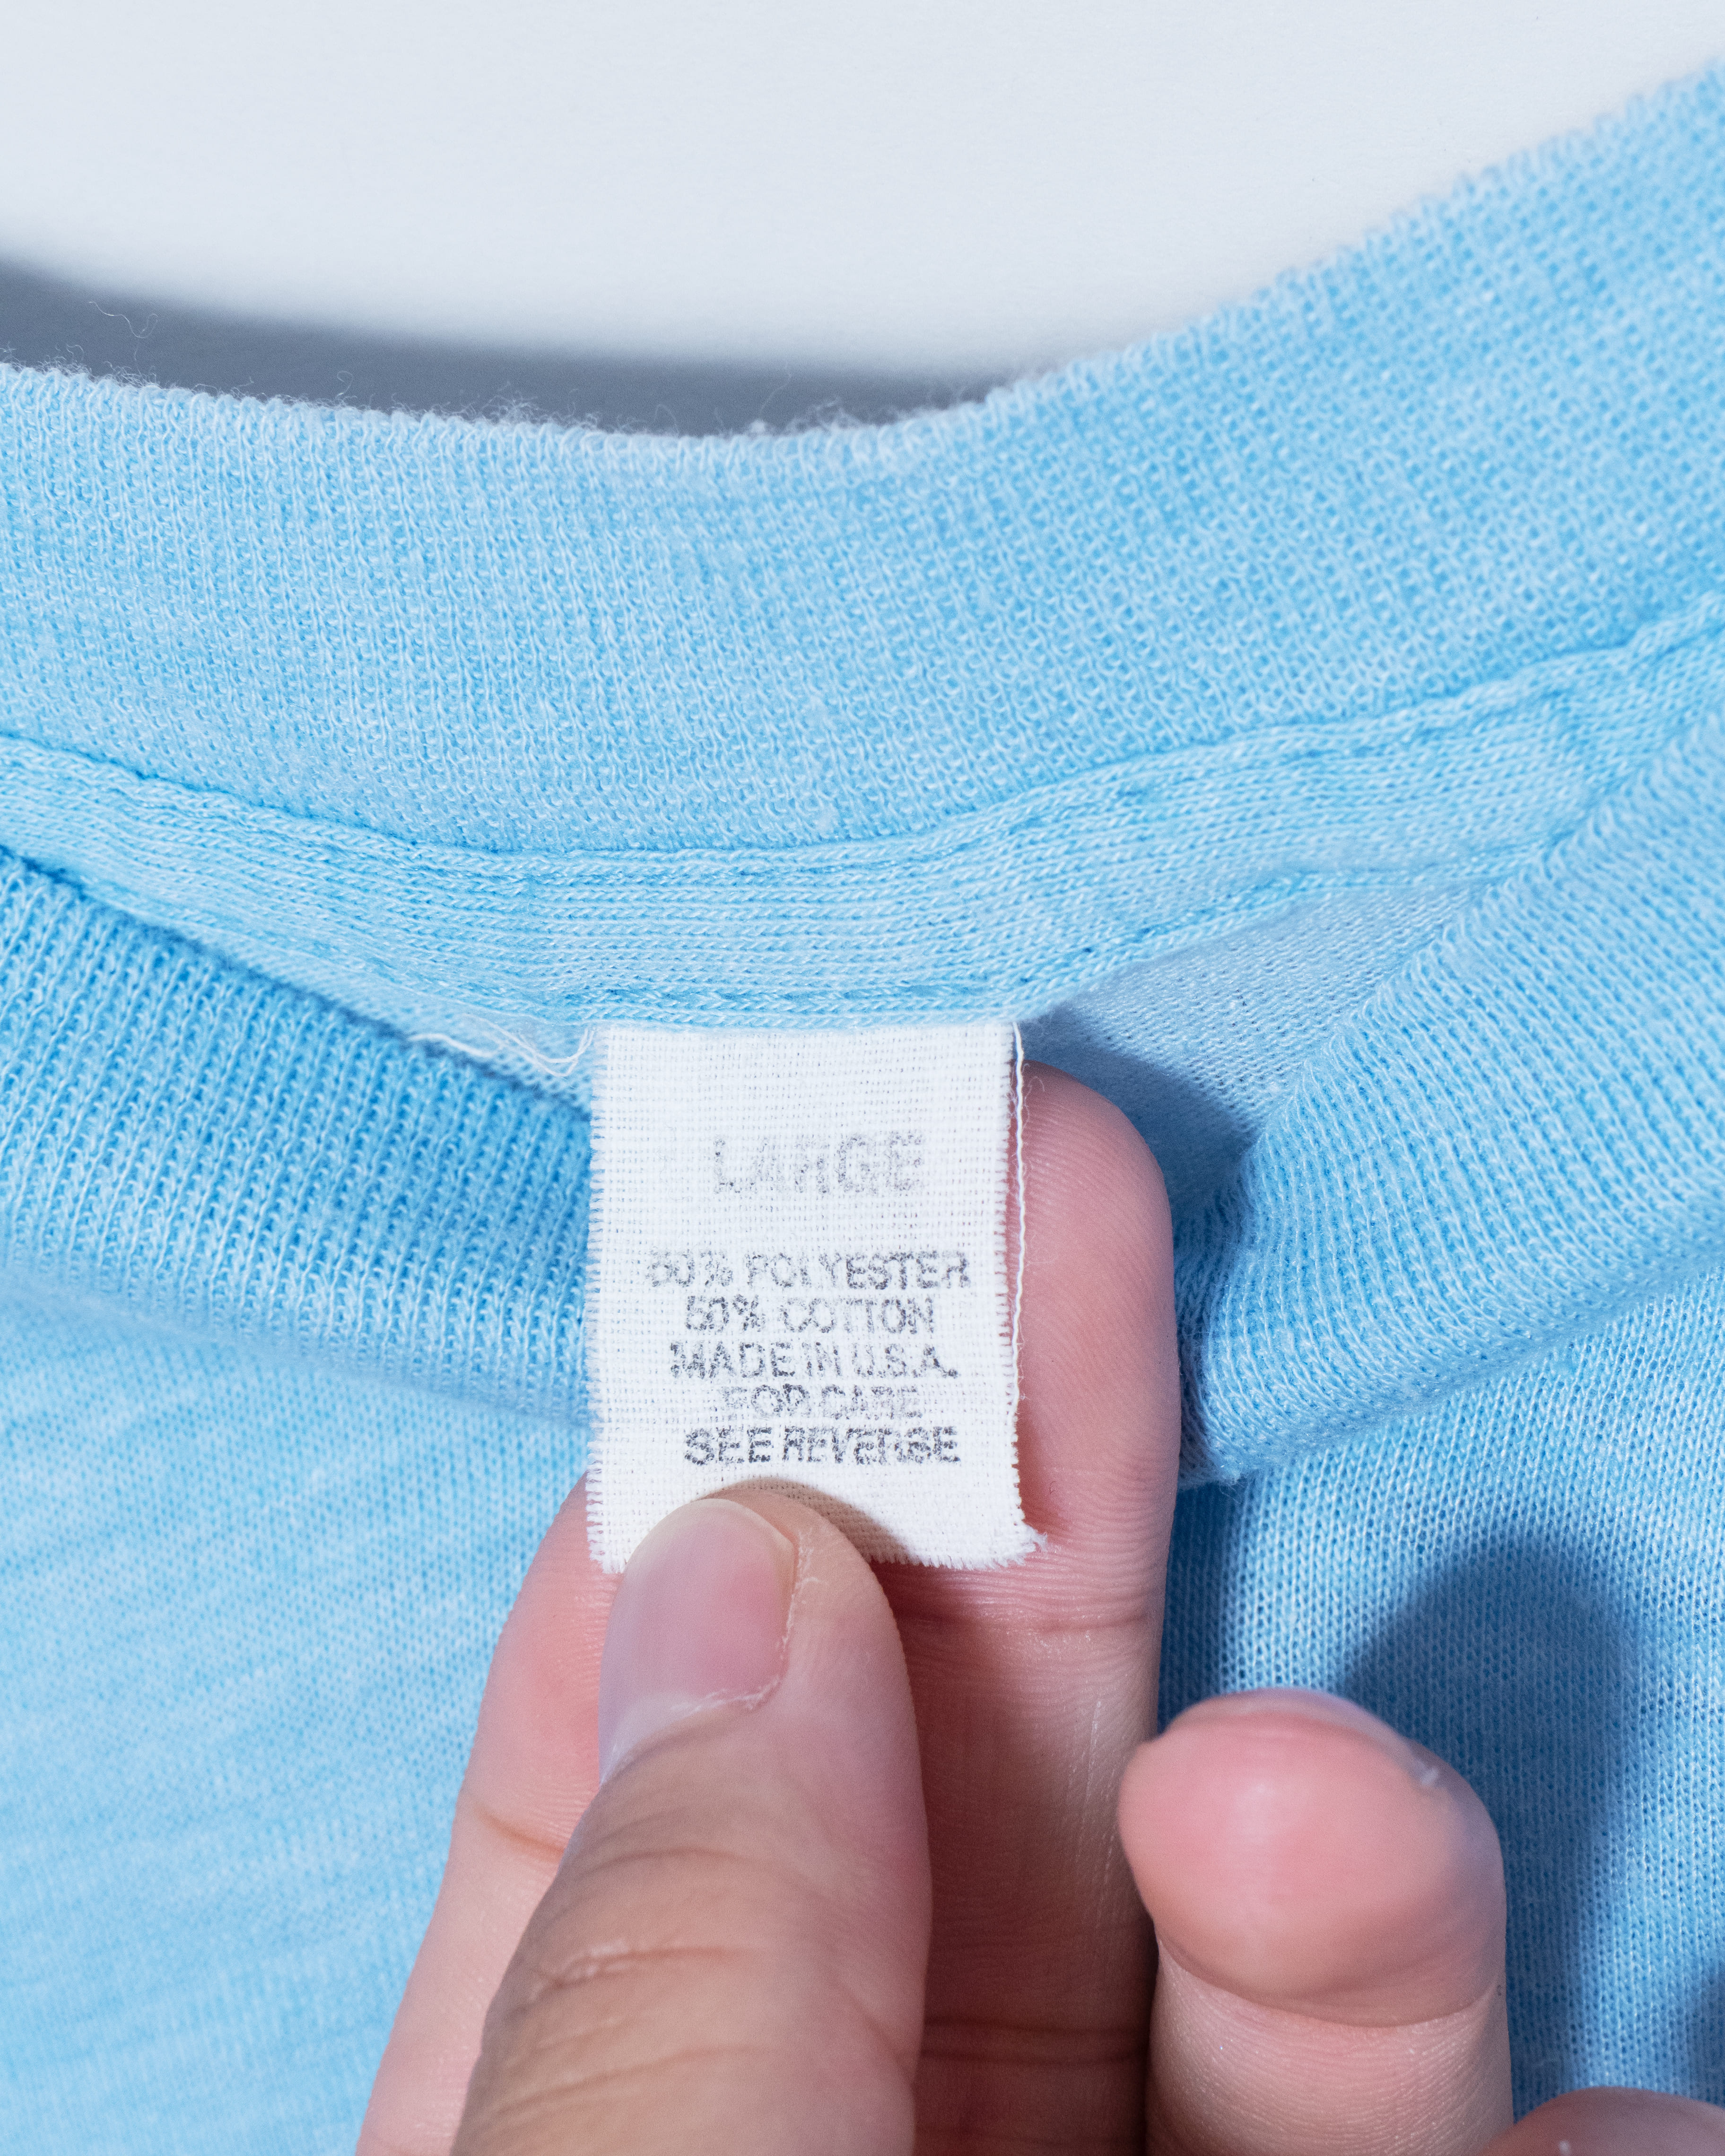 LARGE
50% POLYESTER
50% COTTON
MADE IN U.S.A.
FOR CARE
SEE REVERSE